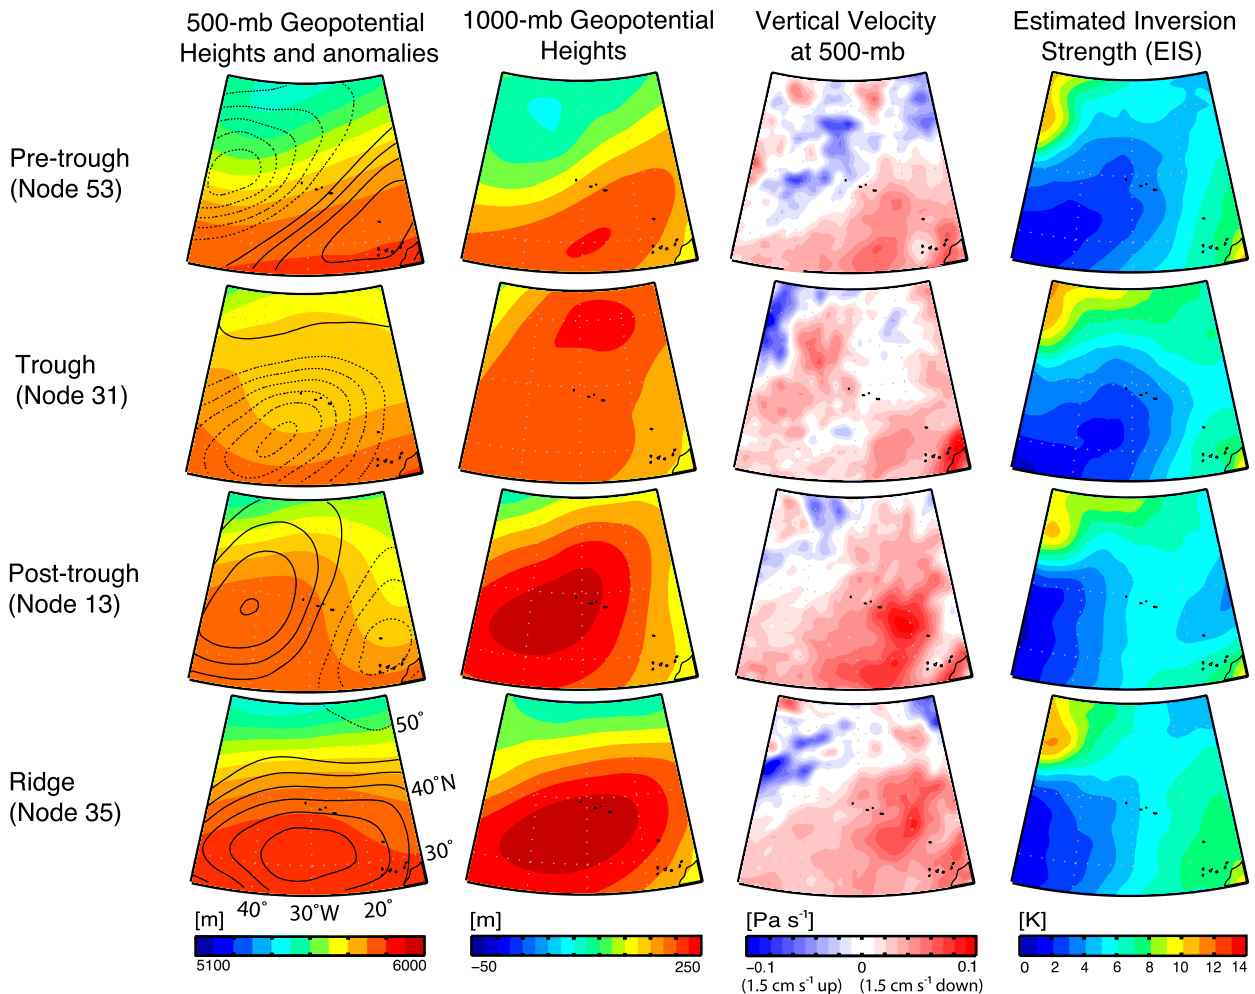 500-mb Geopotential
Heights and anomalies
1000-mb Geopotential
Heights
Vertical Velocity
at 500-mb
Estimated Inversion
Strength (EIS)
Pre-trough
(Node 53)
Trough
(Node 31)
Post-trough
(Node 13)
Ridge
(Node 35)
50˚
40˚N
30˚
40˚ 30˚W 20˚
[m]
5100 6000
[m]
−50 250
[Pa s⁻¹]
−0.1 0 0.1
(1.5 cm s⁻¹ up) (1.5 cm s⁻¹ down)
[K]
0 2 4 6 8 10 12 14